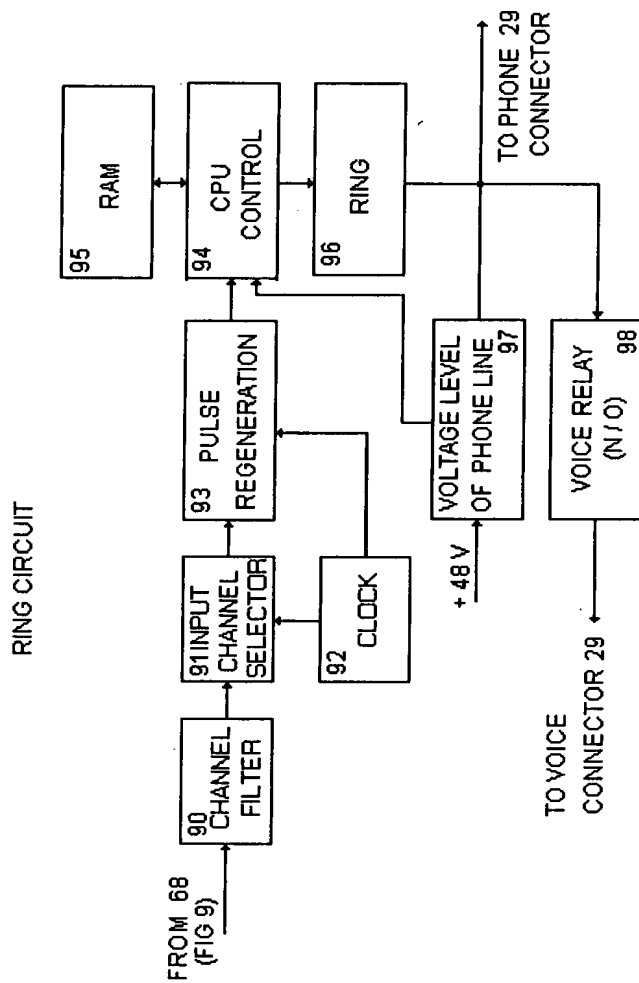 RING CIRCUIT
FROM 68
(FIG 9)
90
CHANNEL
FILTER
91 INPUT
CHANNEL
SELECTOR
92
CLOCK
93
PULSE
REGENERATION
94
CPU
CONTROL
95
RAM
96
RING
+ 48 V
VOLTAGE LEVEL
OF PHONE LINE
97
VOICE RELAY
(N / O)
98
TO VOICE
CONNECTOR 29
TO PHONE 29
CONNECTOR